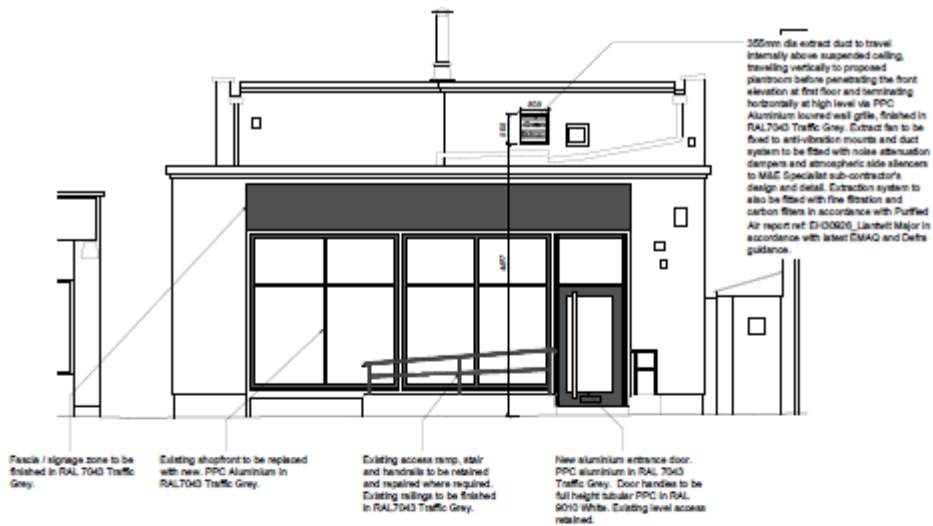 355mm dia extract duct to travel
internally above suspended ceiling,
travelling vertically to proposed
plantroom before penetrating the front
elevation at first floor and terminating
horizontally at high level via PPC
Aluminium louvred wall grille, finished in
RAL7043 Traffic Grey. Extract fan to be
fixed to anti-vibration mounts and duct
system to be fitted with noise attenuation
dampers and atmospheric side silencers
to M&E Specialist sub-contractor's
design and detail. Extraction system to
also be fitted with fine filtration and
carbon filters in accordance with Purified
Air report ref: EH30926_Llantwit Major in
accordance with latest EMAQ and Defra
guidance.
Fascia / signage zone to be
finished in RAL 7043 Traffic
Grey.
Existing shopfront to be replaced
with new. PPC Aluminium in
RAL7043 Traffic Grey.
Existing access ramp, stair
and handrails to be retained
and repaired where required.
Existing railings to be finished
in RAL7043 Traffic Grey.
New aluminium entrance door.
PPC aluminium in RAL 7043
Traffic Grey. Door handles to be
full height tubular PPC in RAL
9010 White. Existing level access
retained.